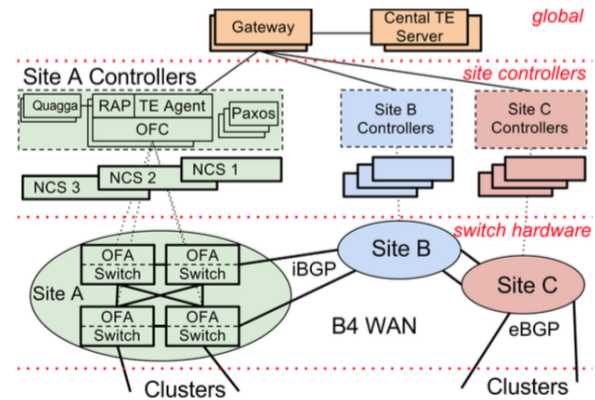 global
Gateway
Cental TE
Server
site controllers
Site A Controllers
Quagga
RAP
TE Agent
OFC
Paxos
Site B
Controllers
Site C
Controllers
NCS 1
NCS 2
NCS 3
switch hardware
OFA
Switch
OFA
Switch
Site A
OFA
Switch
OFA
Switch
iBGP
Site B
Site C
B4 WAN
eBGP
Clusters
Clusters